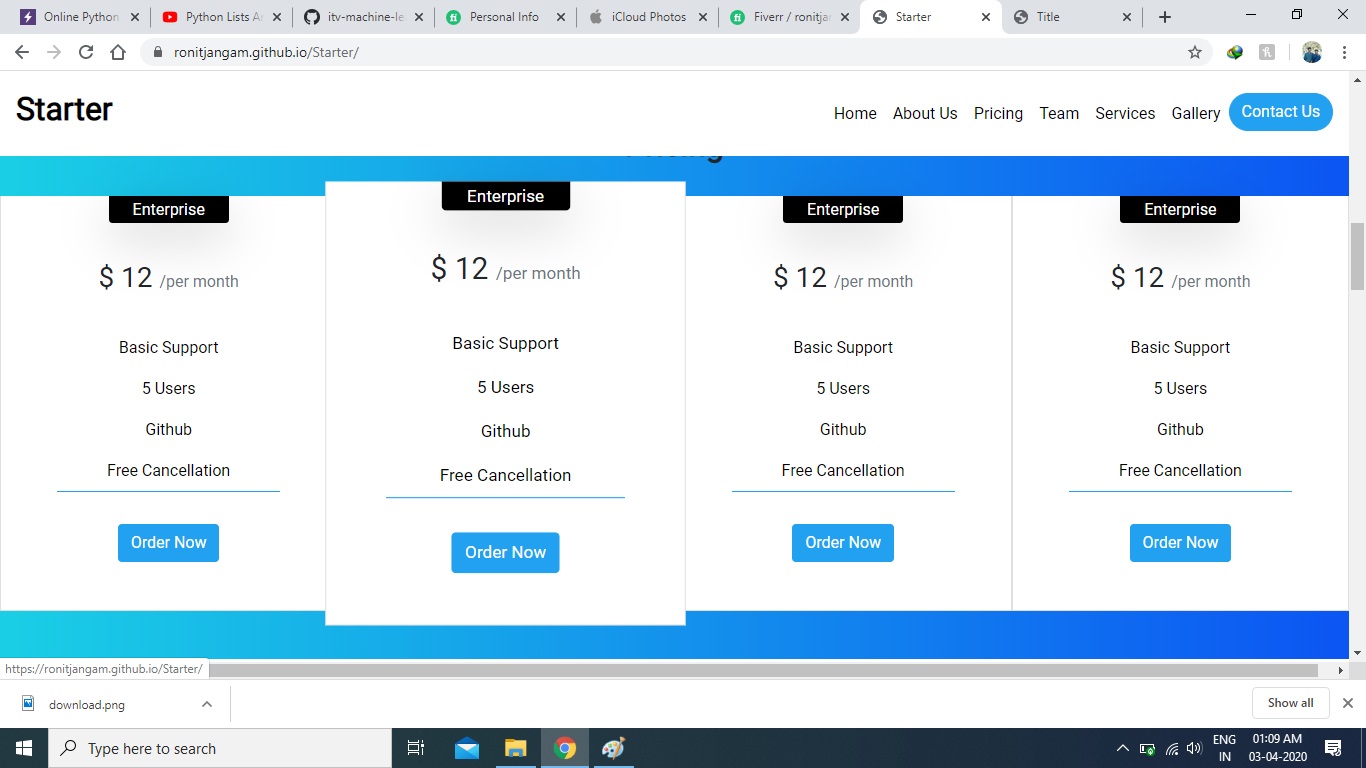 Online Python
Python Lists A
itv-machine-le
Personal Info
iCloud Photos
Fiverr / ronitja
Starter
Title
ronitjangam.github.io/Starter/
Starter
Home About Us Pricing Team Services Gallery Contact Us
Enterprise
$ 12 /per month
Basic Support
5 Users
Github
Free Cancellation
Order Now
Enterprise
$ 12 /per month
Basic Support
5 Users
Github
Free Cancellation
Order Now
Enterprise
$ 12 /per month
Basic Support
5 Users
Github
Free Cancellation
Order Now
Enterprise
$ 12 /per month
Basic Support
5 Users
Github
Free Cancellation
Order Now
https://ronitjangam.github.io/Starter/
download.png
Show all
Type here to search
ENG
IN
01:09 AM
03-04-2020